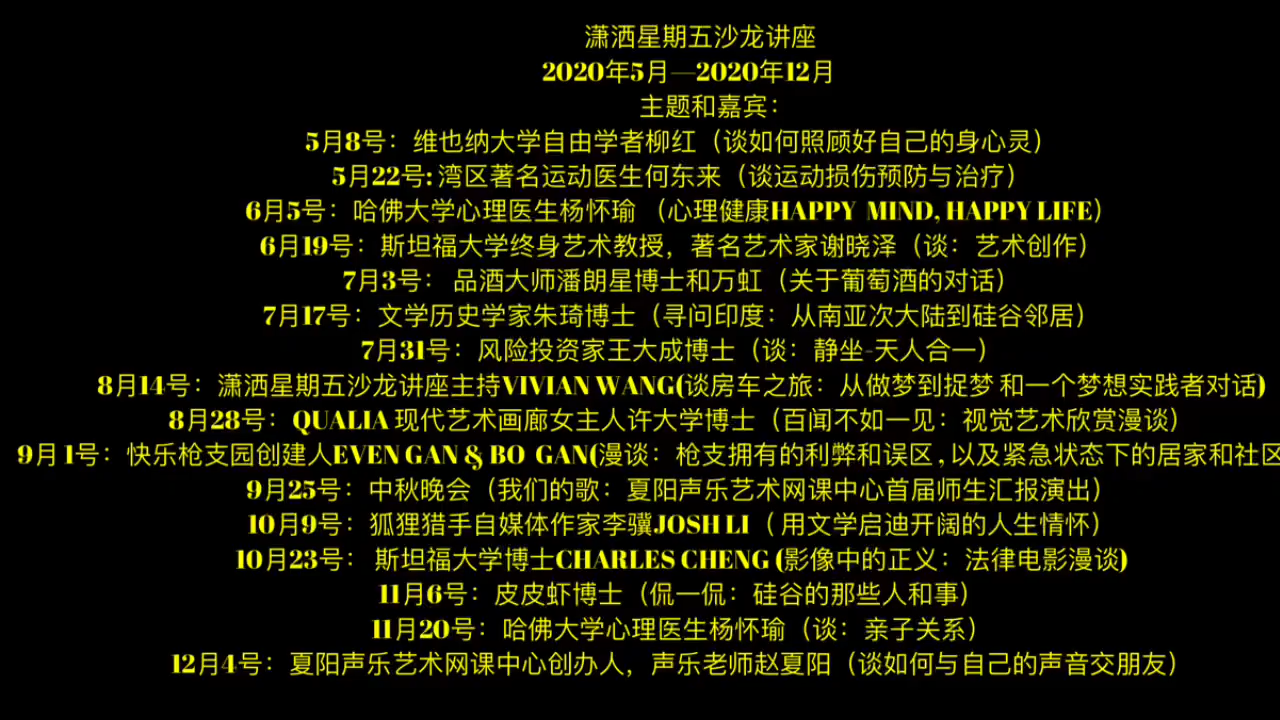 潇洒星期五沙龙讲座
2020年5月—2020年12月
主题和嘉宾：
5月8号：维也纳大学自由学者柳红（谈如何照顾好自己的身心灵）
5月22号: 湾区著名运动医生何东来（谈运动损伤预防与治疗）
6月5号：哈佛大学心理医生杨怀瑜 （心理健康HAPPY MIND, HAPPY LIFE）
6月19号：斯坦福大学终身艺术教授，著名艺术家谢晓泽（谈：艺术创作）
7月3号： 品酒大师潘朗星博士和万虹（关于葡萄酒的对话）
7月17号：文学历史学家朱琦博士（寻问印度：从南亚次大陆到硅谷邻居）
7月31号：风险投资家王大成博士（谈：静坐-天人合一）
8月14号：潇洒星期五沙龙讲座主持VIVIAN WANG(谈房车之旅：从做梦到捉梦 和一个梦想实践者对话)
8月28号：QUALIA 现代艺术画廊女主人许大学博士（百闻不如一见：视觉艺术欣赏漫谈）
9月1号：快乐枪支园创建人EVEN GAN & BO GAN(漫谈：枪支拥有的利弊和误区 , 以及紧急状态下的居家和社区
9月25号：中秋晚会（我们的歌：夏阳声乐艺术网课中心首届师生汇报演出）
10月9号：狐狸猎手自媒体作家李骥JOSH LI（ 用文学启迪开阔的人生情怀）
10月23号： 斯坦福大学博士CHARLES CHENG (影像中的正义：法律电影漫谈)
11月6号：皮皮虾博士（侃一侃：硅谷的那些人和事）
11月20号：哈佛大学心理医生杨怀瑜（谈：亲子关系）
12月4号：夏阳声乐艺术网课中心创办人，声乐老师赵夏阳（谈如何与自己的声音交朋友）